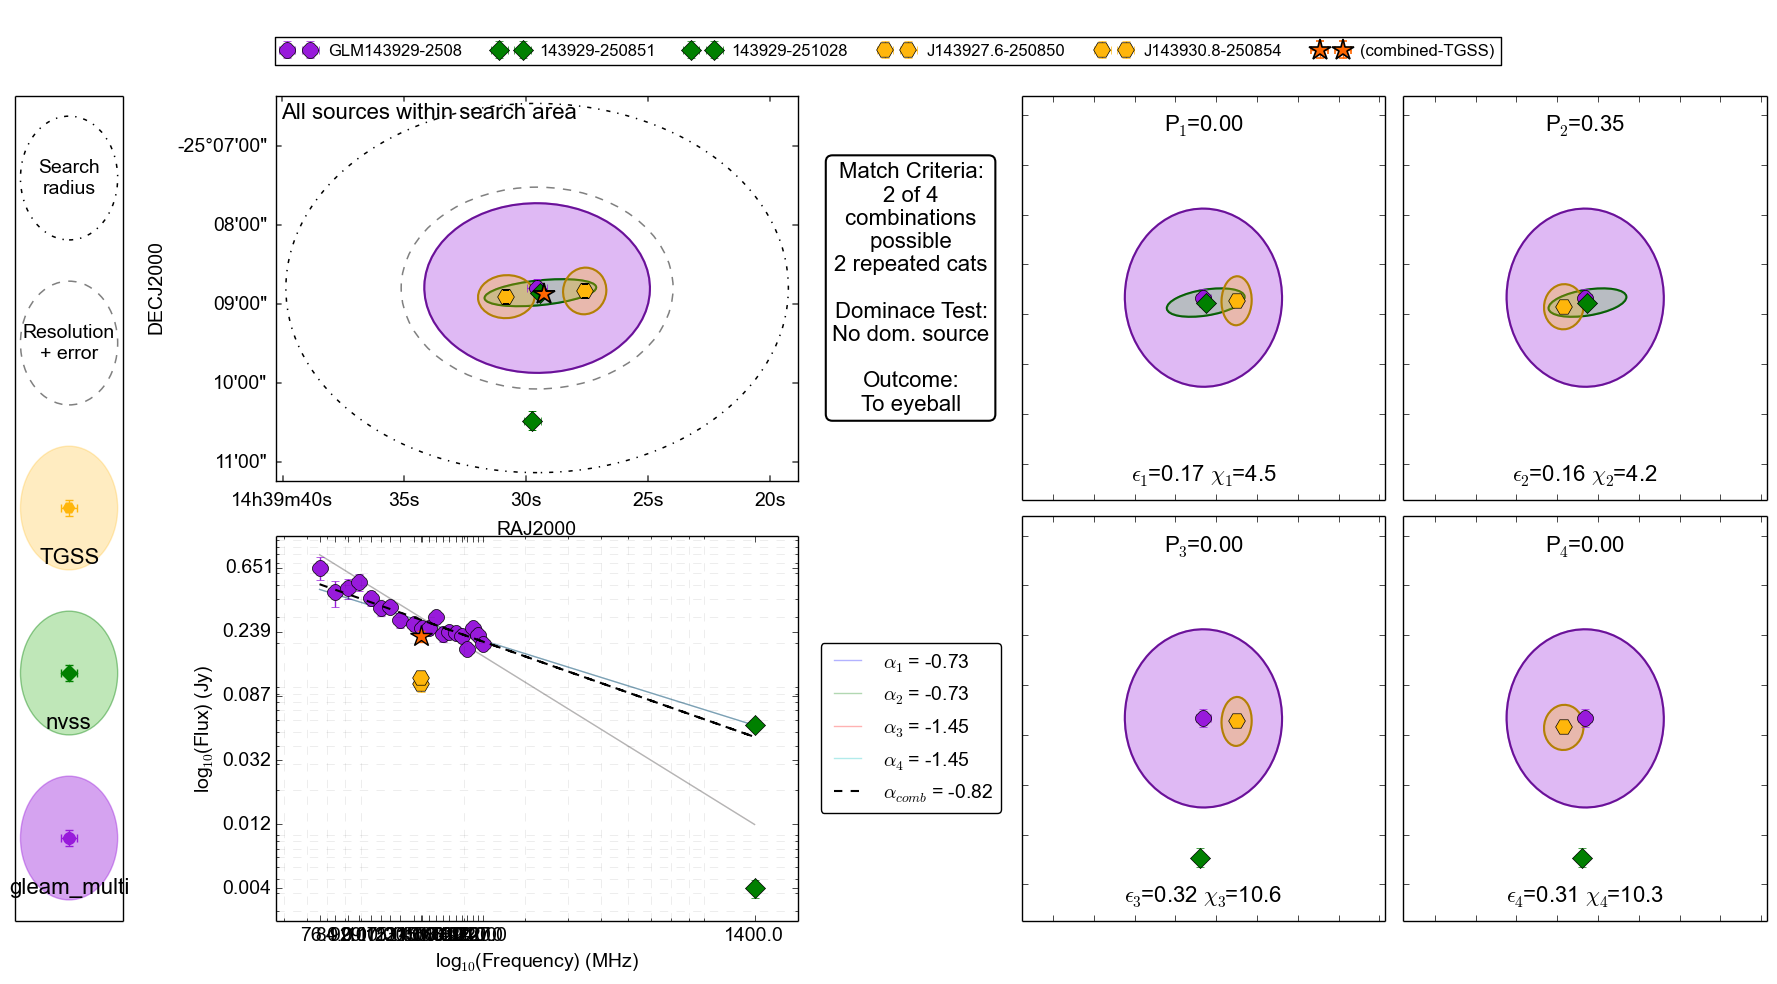 GLM143929-2508 143929-250851 143929-251028 J143927.6-250850 J143930.8-250854 (combined-TGSS)
Search
radius
Resolution
+ error
TGSS
nvss
gleam_multi
All sources within search area
DECJ2000
-25°07'00"
08'00"
09'00"
10'00"
11'00"
14h39m40s 35s 30s 25s 20s
RAJ2000
Match Criteria:
2 of 4
combinations
possible
2 repeated cats
Dominace Test:
No dom. source
Outcome:
To eyeball
P1=0.00
ϵ1=0.17 χ1=4.5
P2=0.35
ϵ2=0.16 χ2=4.2
log10(Flux) (Jy)
0.651
0.239
0.087
0.032
0.012
0.004
1400.0
log10(Frequency) (MHz)
α1 = -0.73
α2 = -0.73
α3 = -1.45
α4 = -1.45
αcomb = -0.82
P3=0.00
ϵ3=0.32 χ3=10.6
P4=0.00
ϵ4=0.31 χ4=10.3